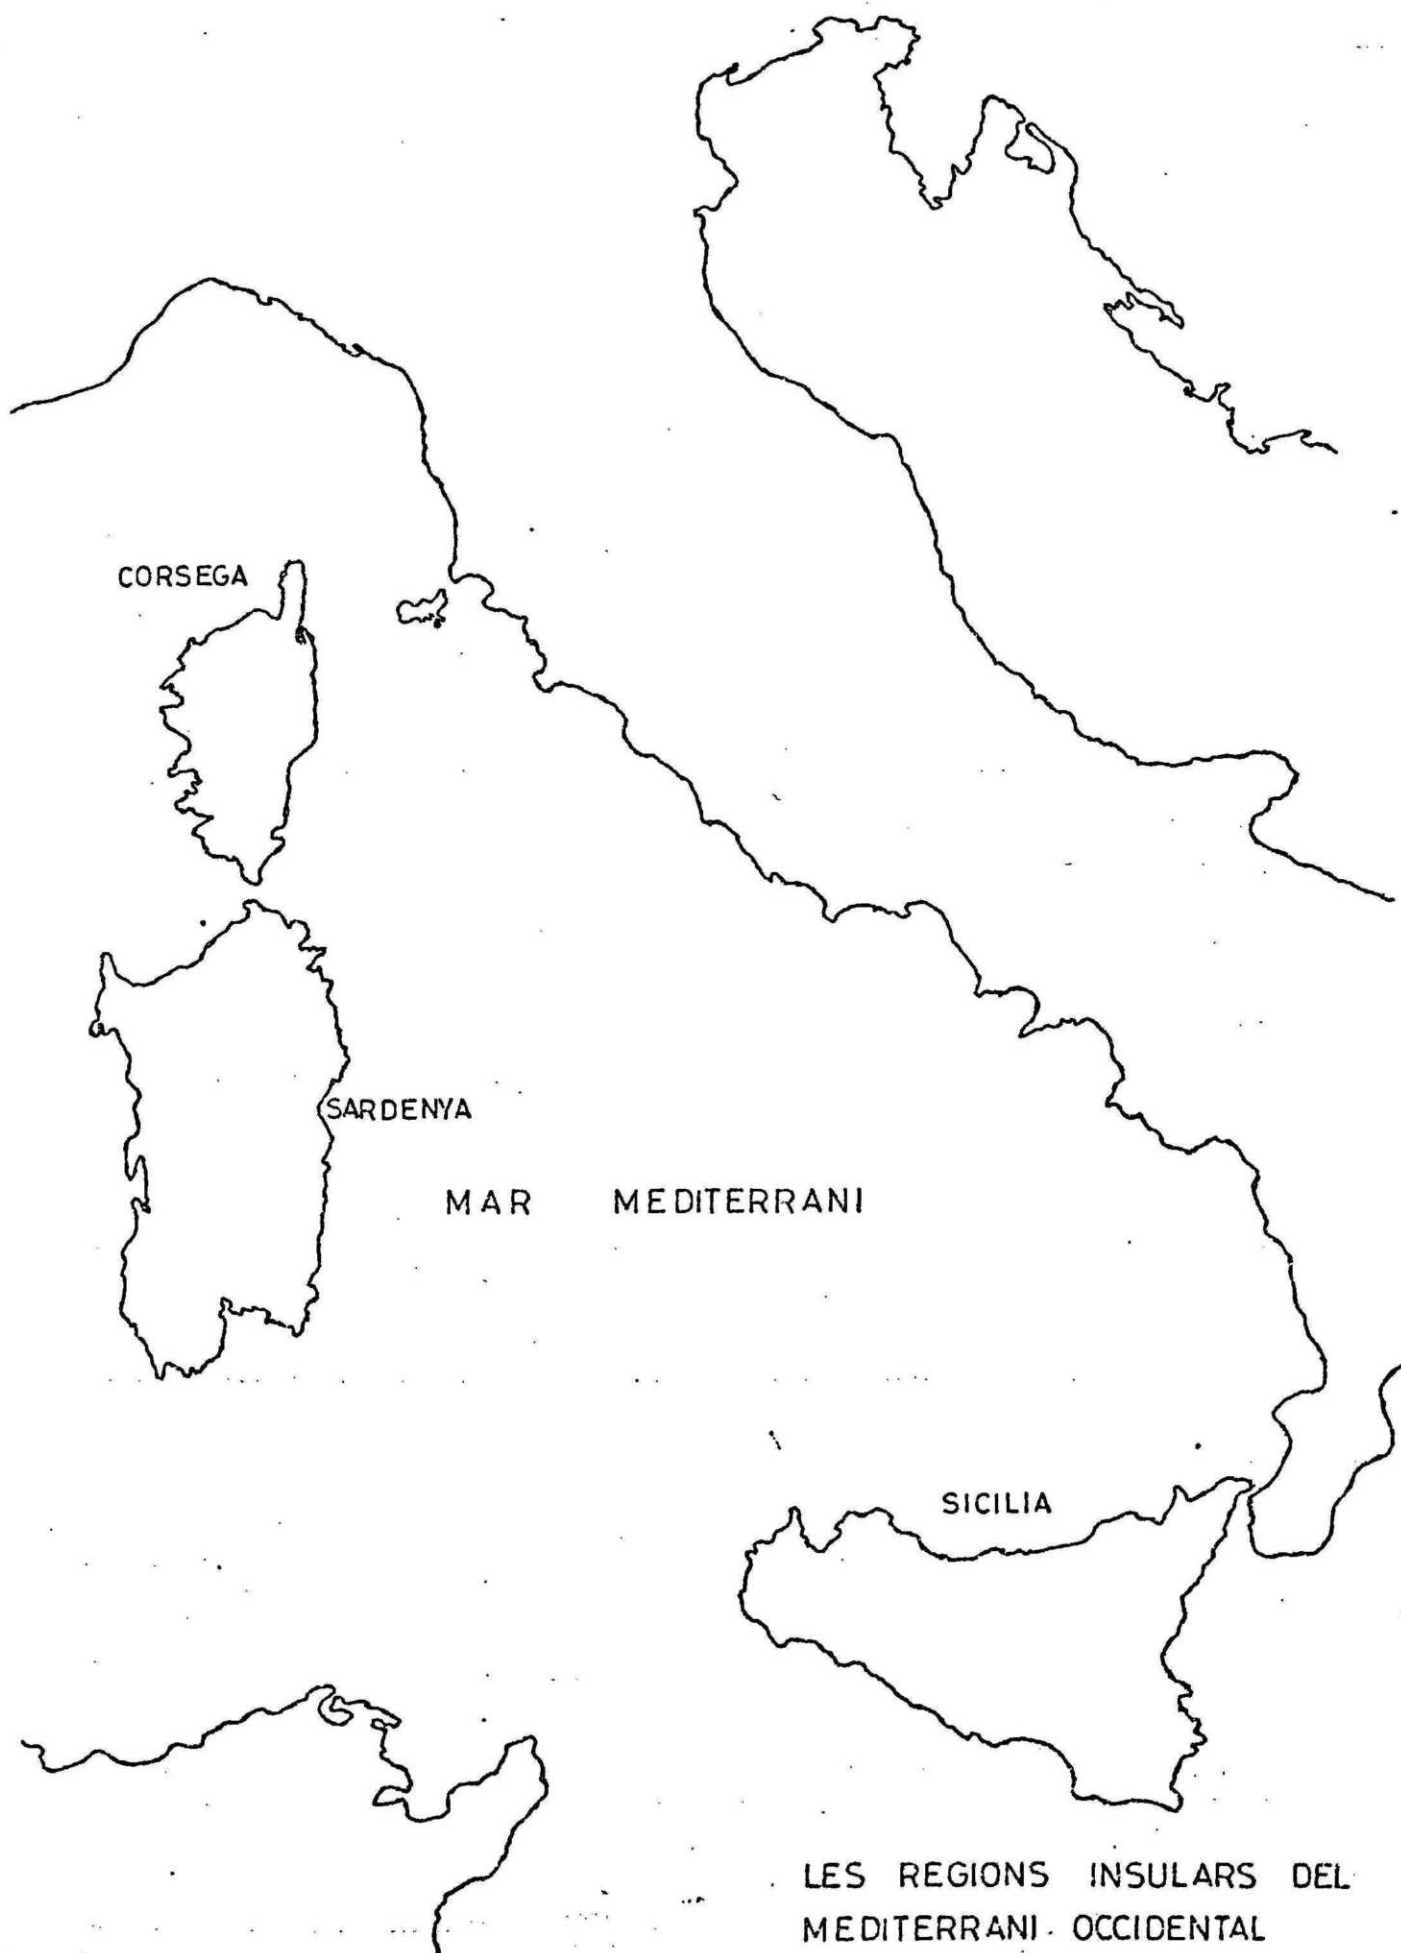 CORSEGA
SARDENYA
MAR MEDITERRANI
SICILIA
LES REGIONS INSULARS DEL
MEDITERRANI OCCIDENTAL